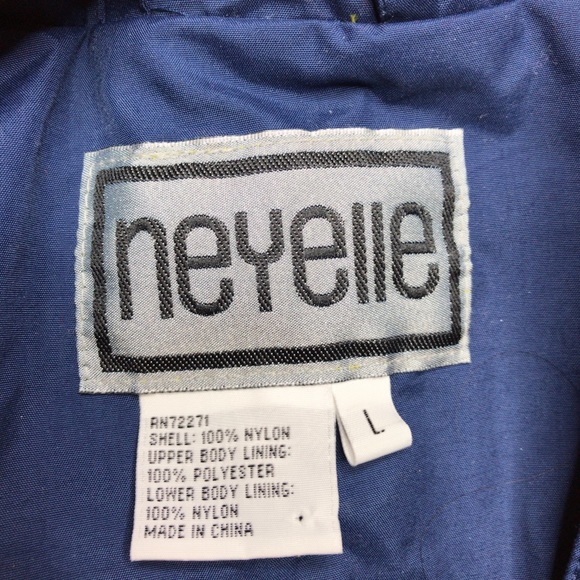 neyelle
RN72271
SHELL: 100% NYLON
UPPER BODY LINING:
100% POLYESTER
LOWER BODY LINING:
100% NYLON
MADE IN CHINA
L